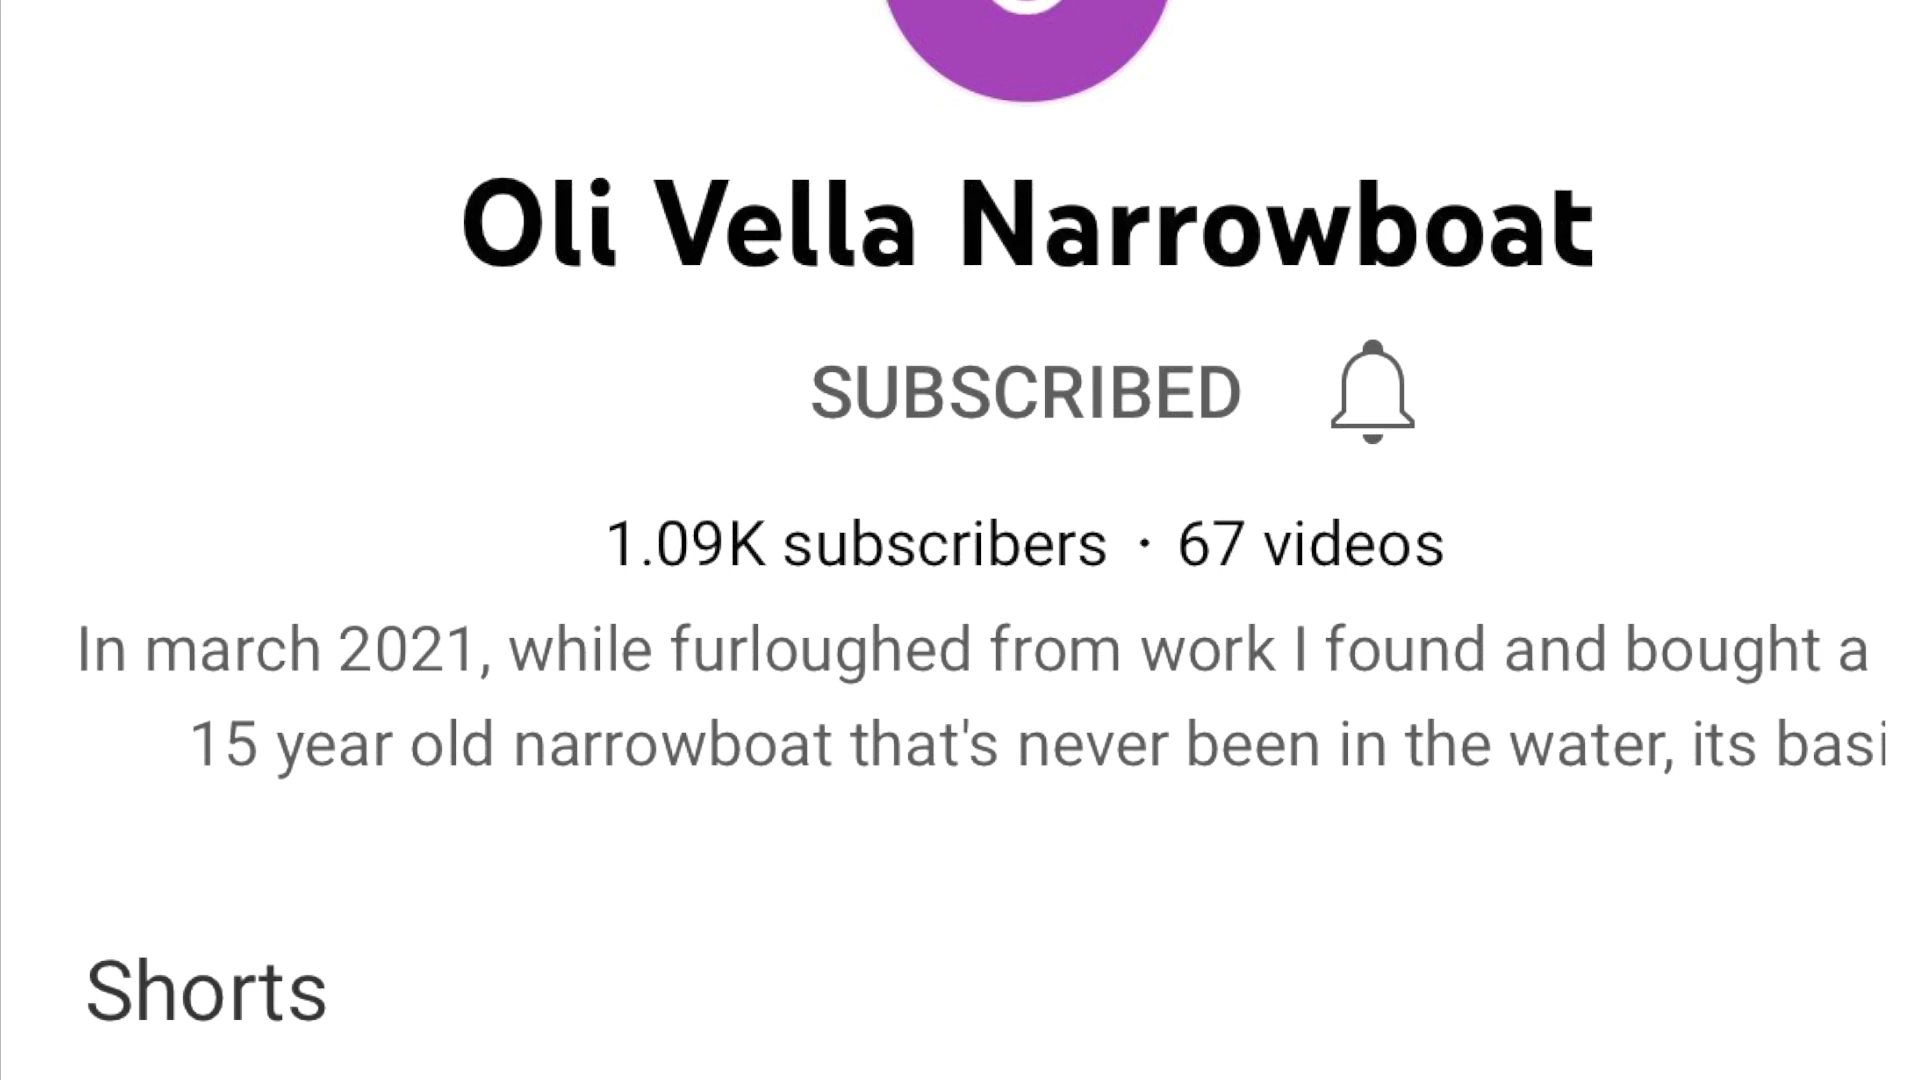 Oli Vella Narrowboat
SUBSCRIBED
1.09K subscribers · 67 videos
In march 2021, while furloughed from work I found and bought a
15 year old narrowboat that's never been in the water, its basi
Shorts